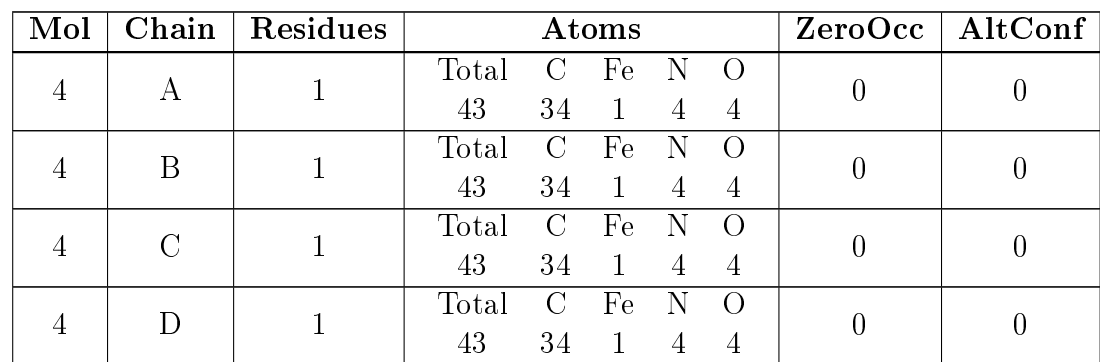 Mol Chain Residues Atoms ZeroOcc AltConf
Total C Fe N O
4 A 1 0 0
43 34 1 4 4
Total C Fe N O
4 B 1 0 0
43 34 1 4 4
Total C Fe N O
4 C 1 0 0
43 34 1 4 4
Total C Fe N O
4 D 1 0 0
43 34 1 4 4